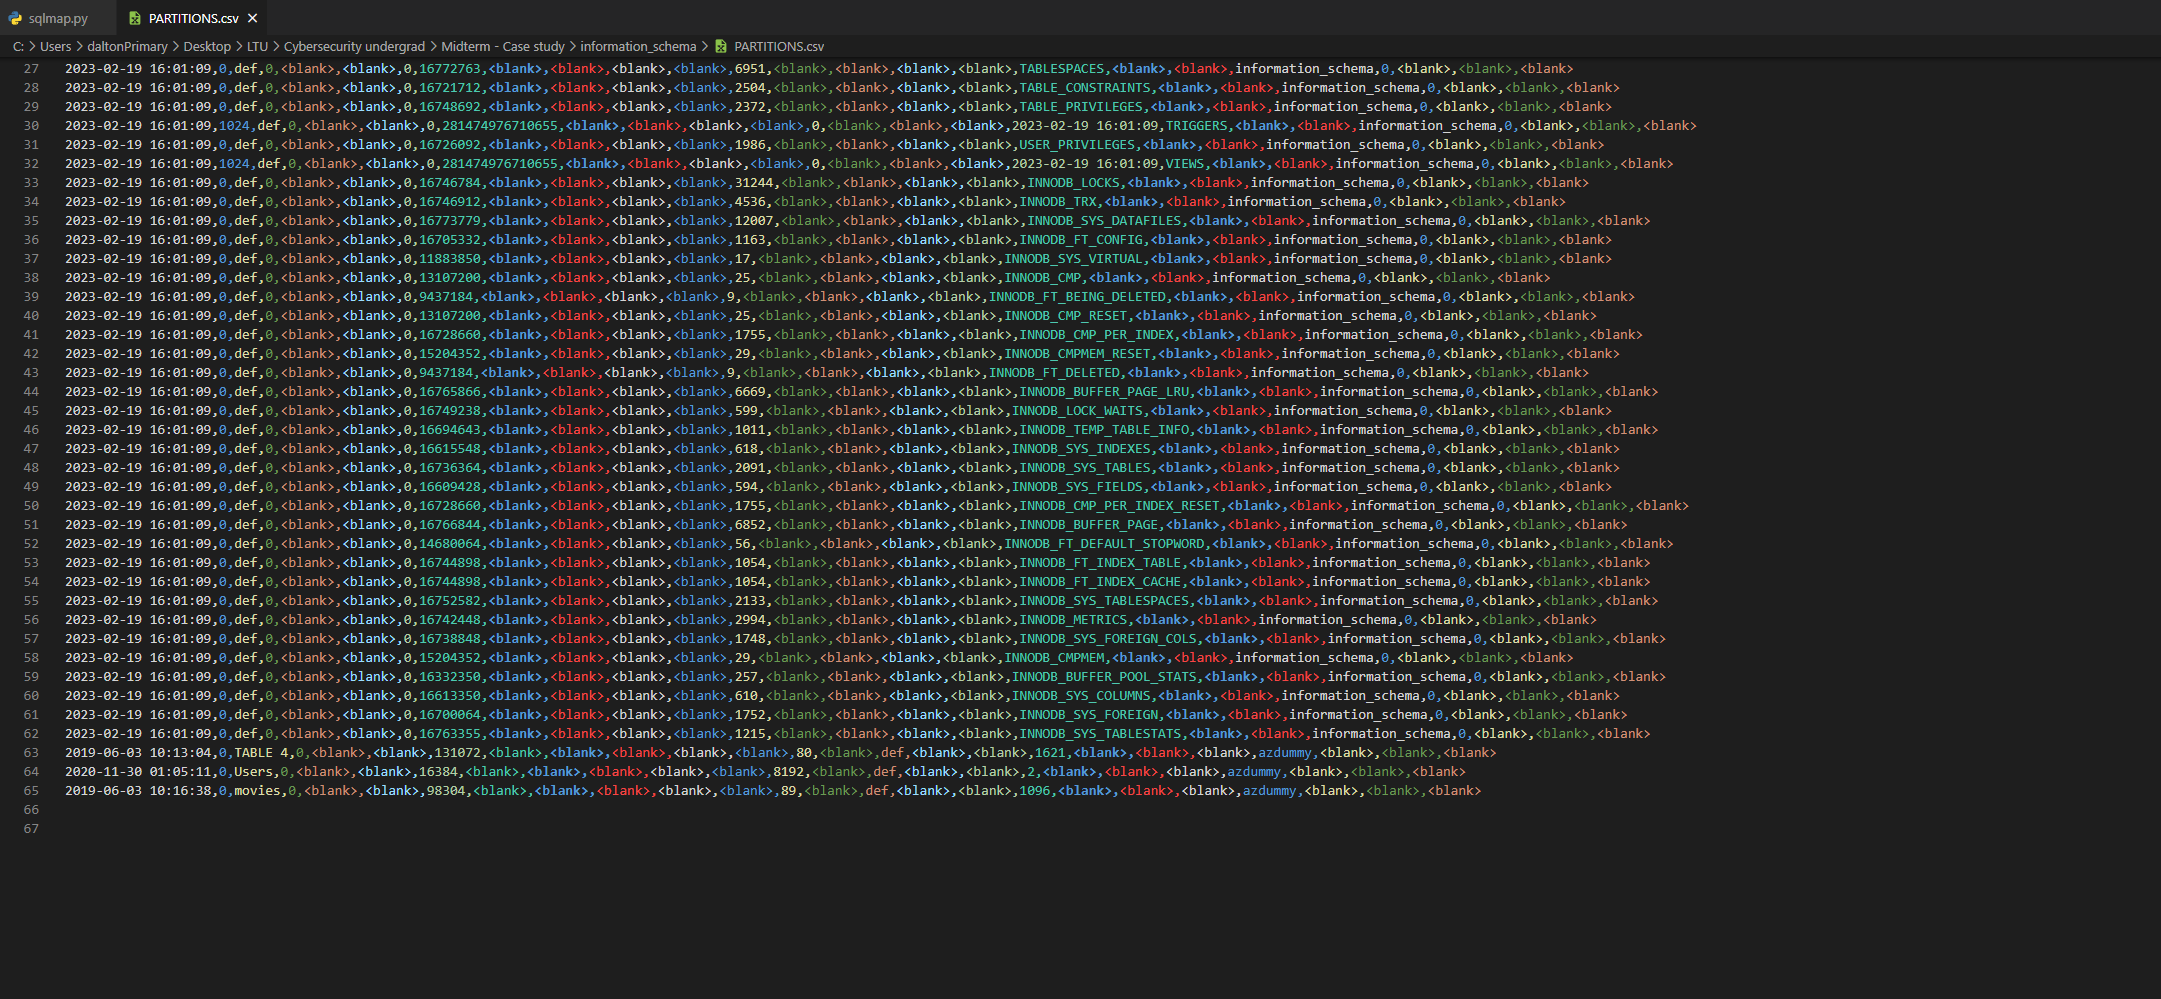 sqlmap.py PARTITIONS.csv
C: > Users > daltonPrimary > Desktop > LTU > Cybersecurity undergrad > Midterm - Case study > information_schema > PARTITIONS.csv
27 2023-02-19 16:01:09,0,def,0,<blank>,<blank>,0,16772763,<blank>,<blank>,<blank>,<blank>,6951,<blank>,<blank>,<blank>,<blank>,TABLESPACES,<blank>,<blank>,information_schema,0,<blank>,<blank>,<blank>
28 2023-02-19 16:01:09,0,def,0,<blank>,<blank>,0,16721712,<blank>,<blank>,<blank>,<blank>,2504,<blank>,<blank>,<blank>,<blank>,TABLE_CONSTRAINTS,<blank>,<blank>,information_schema,0,<blank>,<blank>,<blank>
29 2023-02-19 16:01:09,0,def,0,<blank>,<blank>,0,16748692,<blank>,<blank>,<blank>,<blank>,2372,<blank>,<blank>,<blank>,<blank>,TABLE_PRIVILEGES,<blank>,<blank>,information_schema,0,<blank>,<blank>,<blank>
30 2023-02-19 16:01:09,1024,def,0,<blank>,<blank>,0,281474976710655,<blank>,<blank>,<blank>,<blank>,0,<blank>,<blank>,<blank>,2023-02-19 16:01:09,TRIGGERS,<blank>,<blank>,information_schema,0,<blank>,<blank>,<blank>
31 2023-02-19 16:01:09,0,def,0,<blank>,<blank>,0,16726092,<blank>,<blank>,<blank>,<blank>,1986,<blank>,<blank>,<blank>,<blank>,USER_PRIVILEGES,<blank>,<blank>,information_schema,0,<blank>,<blank>,<blank>
32 2023-02-19 16:01:09,1024,def,0,<blank>,<blank>,0,281474976710655,<blank>,<blank>,<blank>,<blank>,0,<blank>,<blank>,<blank>,2023-02-19 16:01:09,VIEWS,<blank>,<blank>,information_schema,0,<blank>,<blank>,<blank>
33 2023-02-19 16:01:09,0,def,0,<blank>,<blank>,0,16746784,<blank>,<blank>,<blank>,<blank>,31244,<blank>,<blank>,<blank>,<blank>,INNODB_LOCKS,<blank>,<blank>,information_schema,0,<blank>,<blank>,<blank>
34 2023-02-19 16:01:09,0,def,0,<blank>,<blank>,0,16746912,<blank>,<blank>,<blank>,<blank>,4536,<blank>,<blank>,<blank>,<blank>,INNODB_TRX,<blank>,<blank>,information_schema,0,<blank>,<blank>,<blank>
35 2023-02-19 16:01:09,0,def,0,<blank>,<blank>,0,16773779,<blank>,<blank>,<blank>,<blank>,12007,<blank>,<blank>,<blank>,<blank>,INNODB_SYS_DATAFILES,<blank>,<blank>,information_schema,0,<blank>,<blank>,<blank>
36 2023-02-19 16:01:09,0,def,0,<blank>,<blank>,0,16705332,<blank>,<blank>,<blank>,<blank>,1163,<blank>,<blank>,<blank>,<blank>,INNODB_FT_CONFIG,<blank>,<blank>,information_schema,0,<blank>,<blank>,<blank>
37 2023-02-19 16:01:09,0,def,0,<blank>,<blank>,0,11883850,<blank>,<blank>,<blank>,<blank>,17,<blank>,<blank>,<blank>,<blank>,INNODB_SYS_VIRTUAL,<blank>,<blank>,information_schema,0,<blank>,<blank>,<blank>
38 2023-02-19 16:01:09,0,def,0,<blank>,<blank>,0,13107200,<blank>,<blank>,<blank>,<blank>,25,<blank>,<blank>,<blank>,<blank>,INNODB_CMP,<blank>,<blank>,information_schema,0,<blank>,<blank>,<blank>
39 2023-02-19 16:01:09,0,def,0,<blank>,<blank>,0,9437184,<blank>,<blank>,<blank>,<blank>,9,<blank>,<blank>,<blank>,<blank>,INNODB_FT_BEING_DELETED,<blank>,<blank>,information_schema,0,<blank>,<blank>,<blank>
40 2023-02-19 16:01:09,0,def,0,<blank>,<blank>,0,13107200,<blank>,<blank>,<blank>,<blank>,25,<blank>,<blank>,<blank>,<blank>,INNODB_CMP_RESET,<blank>,<blank>,information_schema,0,<blank>,<blank>,<blank>
41 2023-02-19 16:01:09,0,def,0,<blank>,<blank>,0,16728660,<blank>,<blank>,<blank>,<blank>,1755,<blank>,<blank>,<blank>,<blank>,INNODB_CMP_PER_INDEX,<blank>,<blank>,information_schema,0,<blank>,<blank>,<blank>
42 2023-02-19 16:01:09,0,def,0,<blank>,<blank>,0,15204352,<blank>,<blank>,<blank>,<blank>,29,<blank>,<blank>,<blank>,<blank>,INNODB_CMPMEM_RESET,<blank>,<blank>,information_schema,0,<blank>,<blank>,<blank>
43 2023-02-19 16:01:09,0,def,0,<blank>,<blank>,0,9437184,<blank>,<blank>,<blank>,<blank>,9,<blank>,<blank>,<blank>,<blank>,INNODB_FT_DELETED,<blank>,<blank>,information_schema,0,<blank>,<blank>,<blank>
44 2023-02-19 16:01:09,0,def,0,<blank>,<blank>,0,16765866,<blank>,<blank>,<blank>,<blank>,6669,<blank>,<blank>,<blank>,<blank>,INNODB_BUFFER_PAGE_LRU,<blank>,<blank>,information_schema,0,<blank>,<blank>,<blank>
45 2023-02-19 16:01:09,0,def,0,<blank>,<blank>,0,16749238,<blank>,<blank>,<blank>,<blank>,599,<blank>,<blank>,<blank>,<blank>,INNODB_LOCK_WAITS,<blank>,<blank>,information_schema,0,<blank>,<blank>,<blank>
46 2023-02-19 16:01:09,0,def,0,<blank>,<blank>,0,16694643,<blank>,<blank>,<blank>,<blank>,1011,<blank>,<blank>,<blank>,<blank>,INNODB_TEMP_TABLE_INFO,<blank>,<blank>,information_schema,0,<blank>,<blank>,<blank>
47 2023-02-19 16:01:09,0,def,0,<blank>,<blank>,0,16615548,<blank>,<blank>,<blank>,<blank>,618,<blank>,<blank>,<blank>,<blank>,INNODB_SYS_INDEXES,<blank>,<blank>,information_schema,0,<blank>,<blank>,<blank>
48 2023-02-19 16:01:09,0,def,0,<blank>,<blank>,0,16736364,<blank>,<blank>,<blank>,<blank>,2091,<blank>,<blank>,<blank>,<blank>,INNODB_SYS_TABLES,<blank>,<blank>,information_schema,0,<blank>,<blank>,<blank>
49 2023-02-19 16:01:09,0,def,0,<blank>,<blank>,0,16609428,<blank>,<blank>,<blank>,<blank>,594,<blank>,<blank>,<blank>,<blank>,INNODB_SYS_FIELDS,<blank>,<blank>,information_schema,0,<blank>,<blank>,<blank>
50 2023-02-19 16:01:09,0,def,0,<blank>,<blank>,0,16728660,<blank>,<blank>,<blank>,<blank>,1755,<blank>,<blank>,<blank>,<blank>,INNODB_CMP_PER_INDEX_RESET,<blank>,<blank>,information_schema,0,<blank>,<blank>,<blank>
51 2023-02-19 16:01:09,0,def,0,<blank>,<blank>,0,16766844,<blank>,<blank>,<blank>,<blank>,6852,<blank>,<blank>,<blank>,<blank>,INNODB_BUFFER_PAGE,<blank>,<blank>,information_schema,0,<blank>,<blank>,<blank>
52 2023-02-19 16:01:09,0,def,0,<blank>,<blank>,0,14680064,<blank>,<blank>,<blank>,<blank>,56,<blank>,<blank>,<blank>,<blank>,INNODB_FT_DEFAULT_STOPWORD,<blank>,<blank>,information_schema,0,<blank>,<blank>,<blank>
53 2023-02-19 16:01:09,0,def,0,<blank>,<blank>,0,16744898,<blank>,<blank>,<blank>,<blank>,1054,<blank>,<blank>,<blank>,<blank>,INNODB_FT_INDEX_TABLE,<blank>,<blank>,information_schema,0,<blank>,<blank>,<blank>
54 2023-02-19 16:01:09,0,def,0,<blank>,<blank>,0,16744898,<blank>,<blank>,<blank>,<blank>,1054,<blank>,<blank>,<blank>,<blank>,INNODB_FT_INDEX_CACHE,<blank>,<blank>,information_schema,0,<blank>,<blank>,<blank>
55 2023-02-19 16:01:09,0,def,0,<blank>,<blank>,0,16752582,<blank>,<blank>,<blank>,<blank>,2133,<blank>,<blank>,<blank>,<blank>,INNODB_SYS_TABLESPACES,<blank>,<blank>,information_schema,0,<blank>,<blank>,<blank>
56 2023-02-19 16:01:09,0,def,0,<blank>,<blank>,0,16742448,<blank>,<blank>,<blank>,<blank>,2994,<blank>,<blank>,<blank>,<blank>,INNODB_METRICS,<blank>,<blank>,information_schema,0,<blank>,<blank>,<blank>
57 2023-02-19 16:01:09,0,def,0,<blank>,<blank>,0,16738848,<blank>,<blank>,<blank>,<blank>,1748,<blank>,<blank>,<blank>,<blank>,INNODB_SYS_FOREIGN_COLS,<blank>,<blank>,information_schema,0,<blank>,<blank>,<blank>
58 2023-02-19 16:01:09,0,def,0,<blank>,<blank>,0,15204352,<blank>,<blank>,<blank>,<blank>,29,<blank>,<blank>,<blank>,<blank>,INNODB_CMPMEM,<blank>,<blank>,information_schema,0,<blank>,<blank>,<blank>
59 2023-02-19 16:01:09,0,def,0,<blank>,<blank>,0,16332350,<blank>,<blank>,<blank>,<blank>,257,<blank>,<blank>,<blank>,<blank>,INNODB_BUFFER_POOL_STATS,<blank>,<blank>,information_schema,0,<blank>,<blank>,<blank>
60 2023-02-19 16:01:09,0,def,0,<blank>,<blank>,0,16613350,<blank>,<blank>,<blank>,<blank>,610,<blank>,<blank>,<blank>,<blank>,INNODB_SYS_COLUMNS,<blank>,<blank>,information_schema,0,<blank>,<blank>,<blank>
61 2023-02-19 16:01:09,0,def,0,<blank>,<blank>,0,16700064,<blank>,<blank>,<blank>,<blank>,1752,<blank>,<blank>,<blank>,<blank>,INNODB_SYS_FOREIGN,<blank>,<blank>,information_schema,0,<blank>,<blank>,<blank>
62 2023-02-19 16:01:09,0,def,0,<blank>,<blank>,0,16763355,<blank>,<blank>,<blank>,<blank>,1215,<blank>,<blank>,<blank>,<blank>,INNODB_SYS_TABLESTATS,<blank>,<blank>,information_schema,0,<blank>,<blank>,<blank>
63 2019-06-03 10:13:04,0,TABLE 4,0,<blank>,<blank>,131072,<blank>,<blank>,<blank>,<blank>,<blank>,80,<blank>,def,<blank>,<blank>,1621,<blank>,<blank>,<blank>,azdummy,<blank>,<blank>,<blank>
64 2020-11-30 01:05:11,0,Users,0,<blank>,<blank>,16384,<blank>,<blank>,<blank>,<blank>,<blank>,8192,<blank>,def,<blank>,<blank>,2,<blank>,<blank>,<blank>,azdummy,<blank>,<blank>,<blank>
65 2019-06-03 10:16:38,0,movies,0,<blank>,<blank>,98304,<blank>,<blank>,<blank>,<blank>,<blank>,89,<blank>,def,<blank>,<blank>,1096,<blank>,<blank>,<blank>,azdummy,<blank>,<blank>,<blank>
66
67